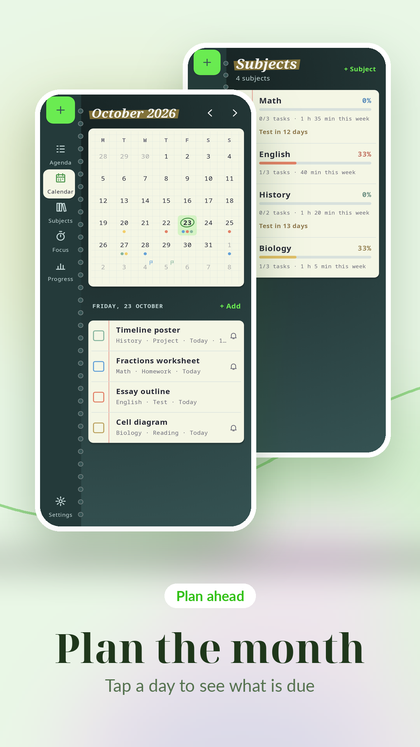 Subjects
4 subjects
+ Subject
Math 0%
0/3 tasks · 1 h 35 min this week
Test in 12 days
English 33%
1/3 tasks · 40 min this week
History 0%
0/2 tasks · 1 h 20 min this week
Test in 13 days
Biology 33%
1/3 tasks · 1 h 5 min this week
October 2026
Agenda
Calendar
Subjects
Focus
Progress
Settings
M T W T F S S
28 29 30 1 2 3 4
5 6 7 8 9 10 11
12 13 14 15 16 17 18
19 20 21 22 23 24 25
26 27 28 29 30 31 1
2 3 4 5 6 7 8
FRIDAY, 23 OCTOBER + Add
Timeline poster
History · Project · Today · 1…
Fractions worksheet
Math · Homework · Today
Essay outline
English · Test · Today
Cell diagram
Biology · Reading · Today
Plan ahead
Plan the month
Tap a day to see what is due